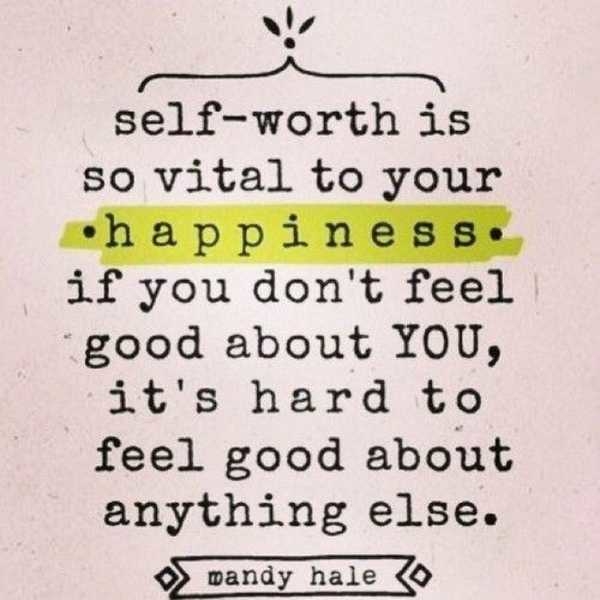 self-worth is
so vital to your
•happiness•
if you don't feel
good about YOU,
it's hard to
feel good about
anything else.
mandy hale